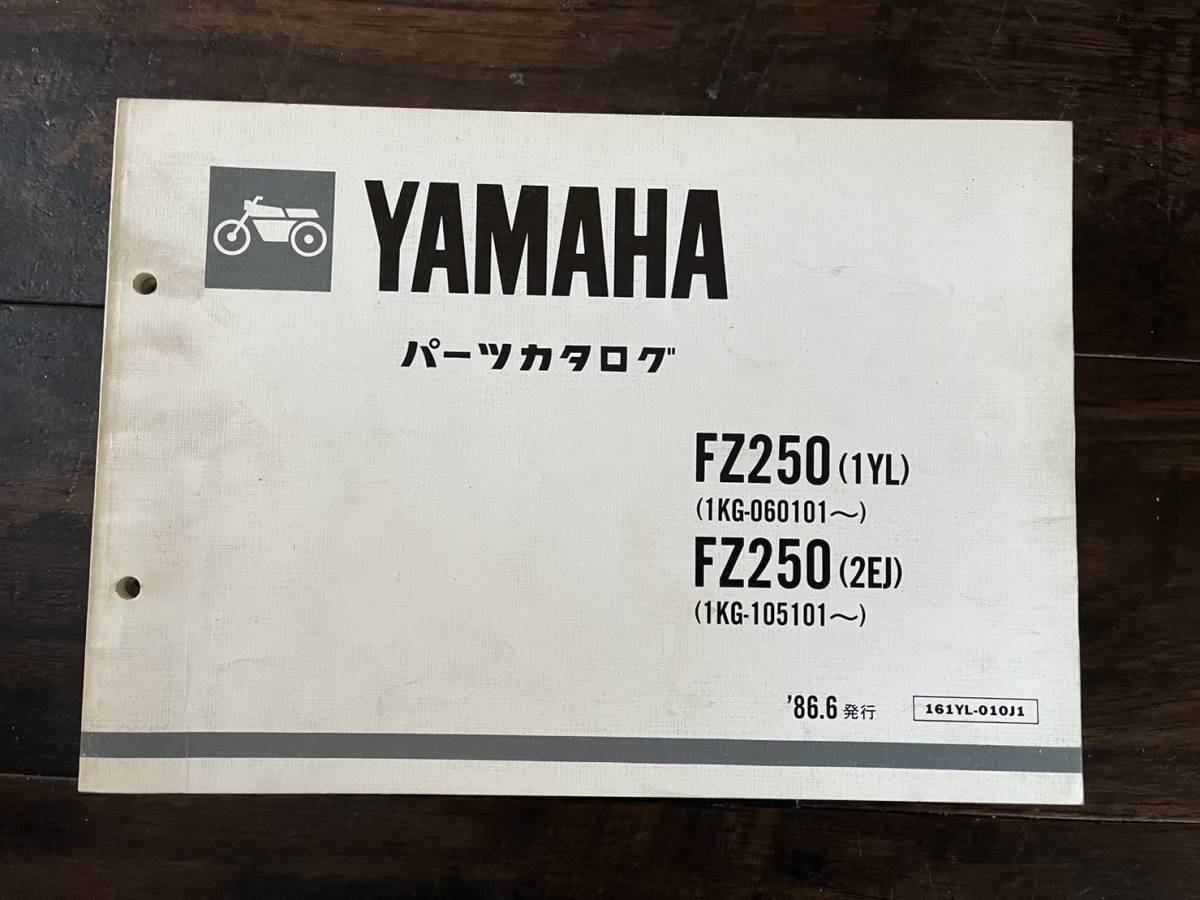 YAMAHA
パーツカタログ
FZ250 (1YL)
(1KG-060101〜)
FZ250 (2EJ)
(1KG-105101〜)
'86.6 発行
161YL-010J1